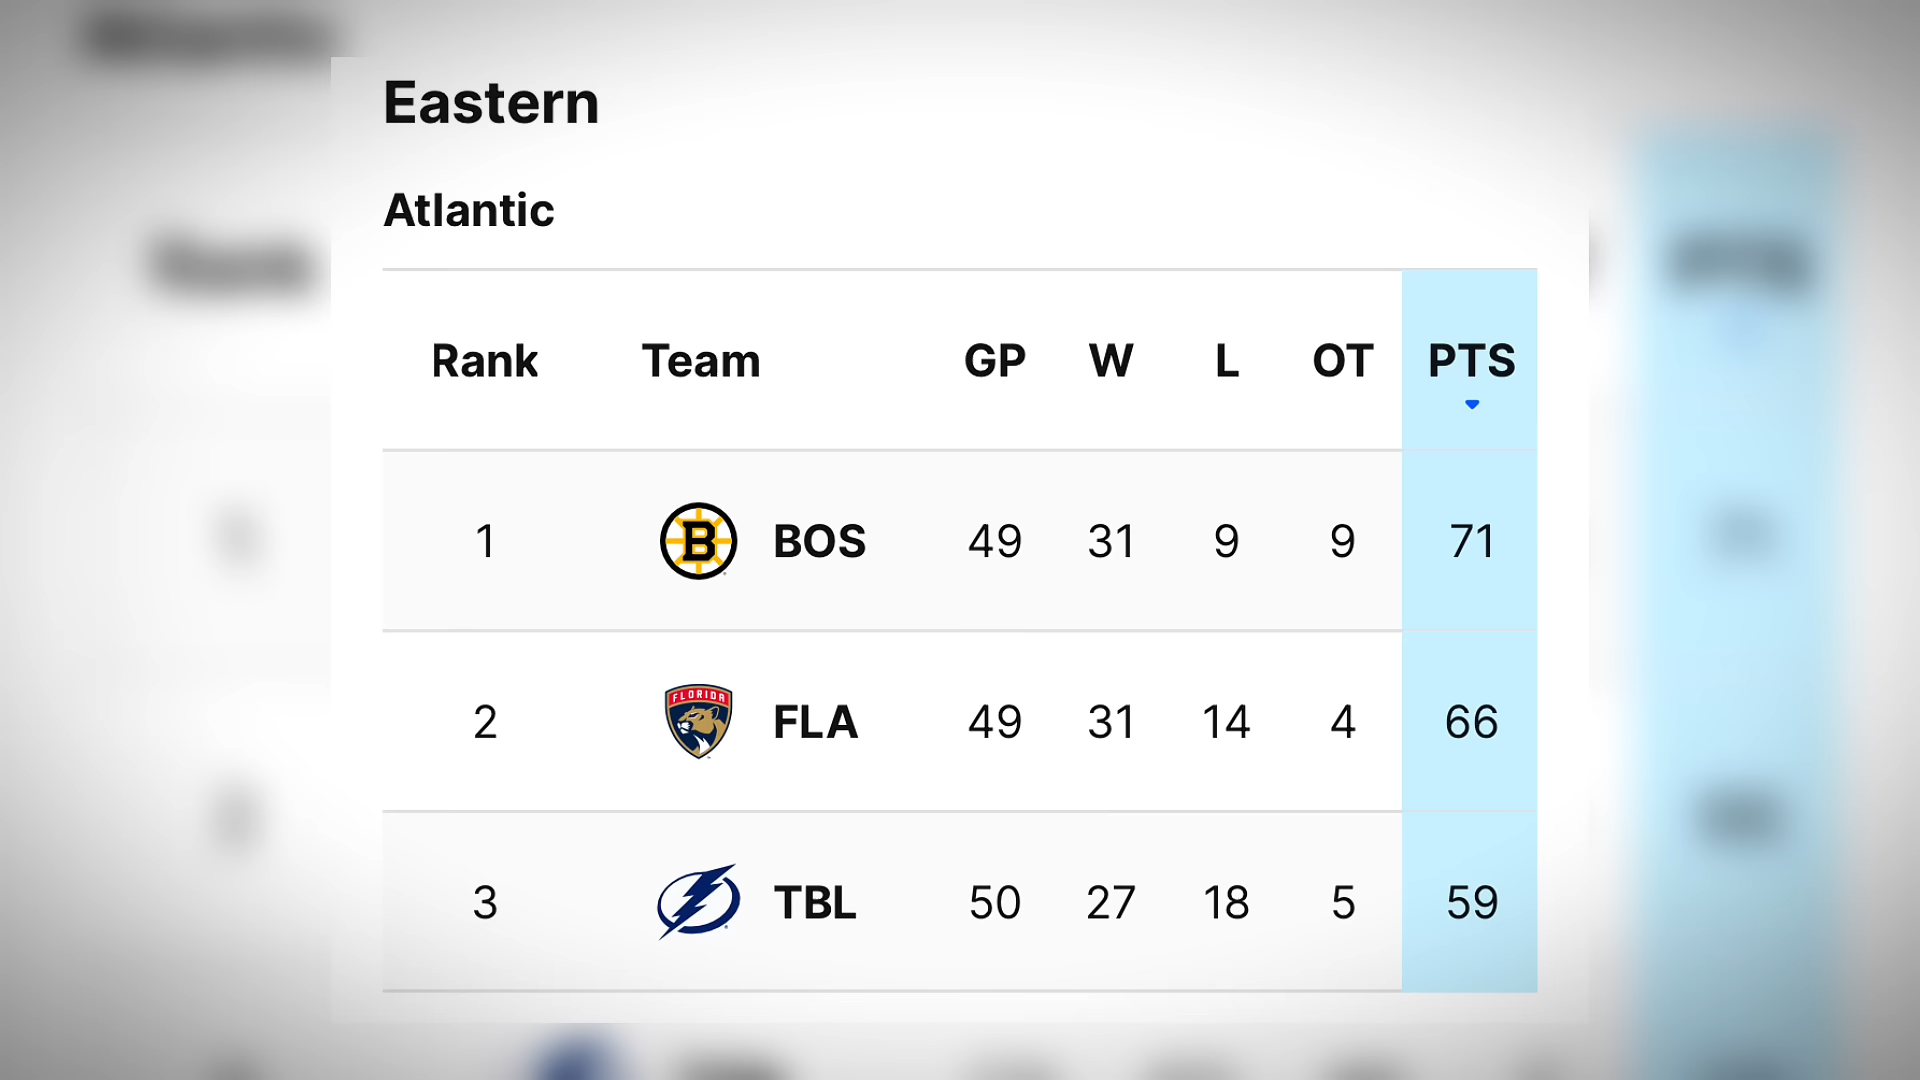 Eastern
Atlantic
Rank Team GP W L OT PTS
1 B BOS 49 31 9 9 71
2 FLORIDA FLA 49 31 14 4 66
3 TBL 50 27 18 5 59